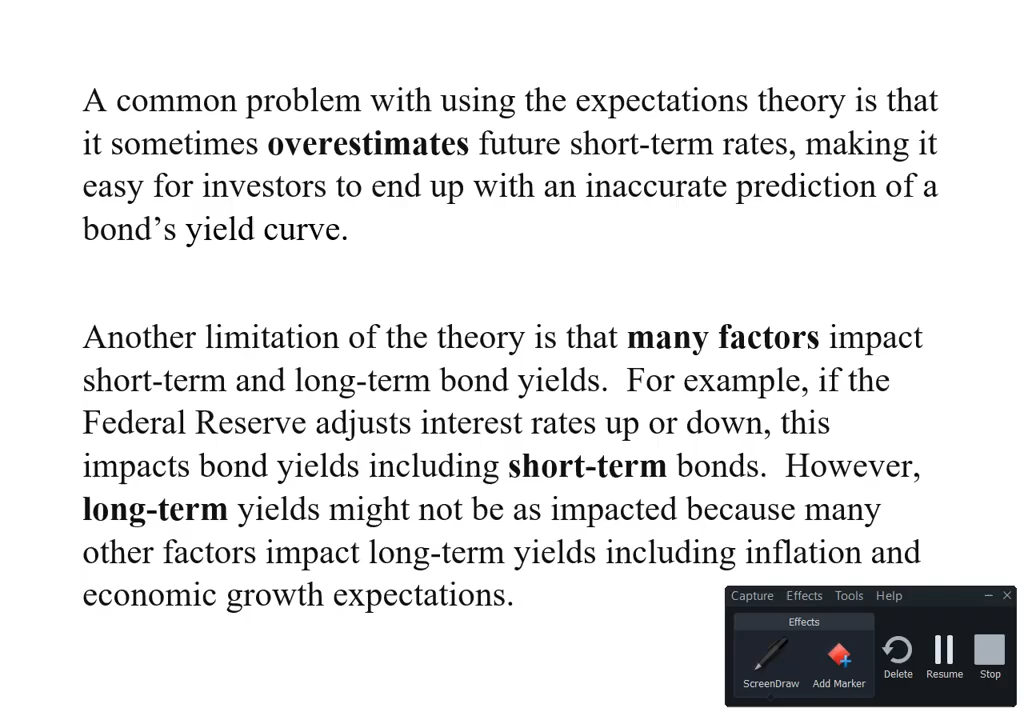 A common problem with using the expectations theory is that
it sometimes overestimates future short-term rates, making it
easy for investors to end up with an inaccurate prediction of a
bond’s yield curve.
Another limitation of the theory is that many factors impact
short-term and long-term bond yields.  For example, if the
Federal Reserve adjusts interest rates up or down, this
impacts bond yields including short-term bonds.  However,
long-term yields might not be as impacted because many
other factors impact long-term yields including inflation and
economic growth expectations.
Capture Effects Tools Help
Effects
ScreenDraw Add Marker Delete Resume Stop